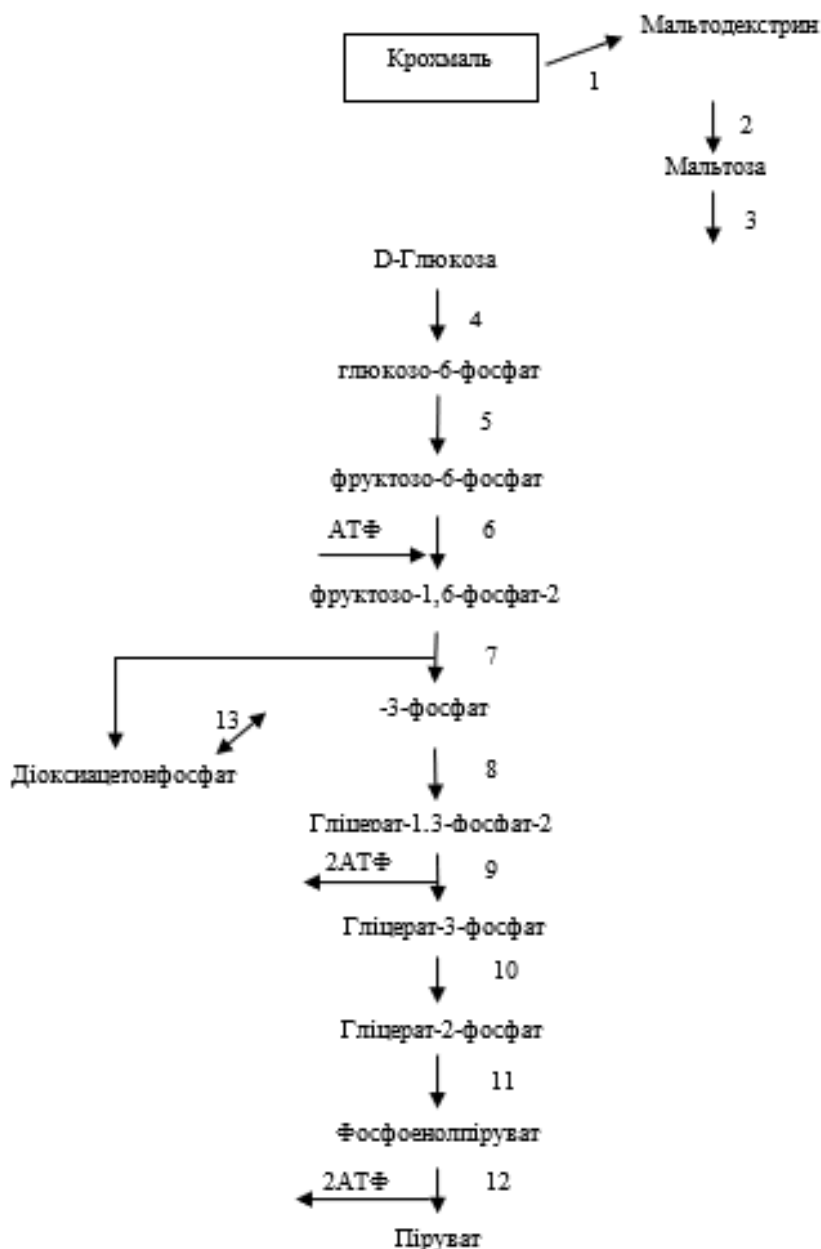 Мальтодекстрин
Крохмаль
1
2
Мальтоза
3
D-Глюкоза
4
глюкозо-6-фосфат
5
фруктозо-6-фосфат
АТФ
6
фруктозо-1,6-фосфат-2
7
-3-фосфат
13
Діоксиацетонфосфат
8
Гліцерат-1.3-фосфат-2
2АТФ
9
Гліцерат-3-фосфат
10
Гліцерат-2-фосфат
11
Фосфоенолпіруват
2АТФ
12
Піруват